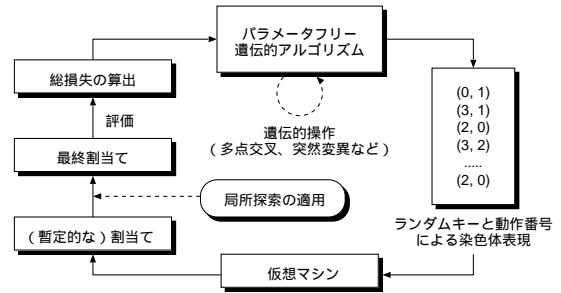 パラメータフリー
遺伝的アルゴリズム
総損失の算出
(0, 1)
(3, 1)
(2, 0)
(3, 2)
.....
(2, 0)
評価
遺伝的操作
（多点交叉、突然変異など）
最終割当て
局所探索の適用
ランダムキーと動作番号
による染色体表現
（暫定的な）割当て
仮想マシン